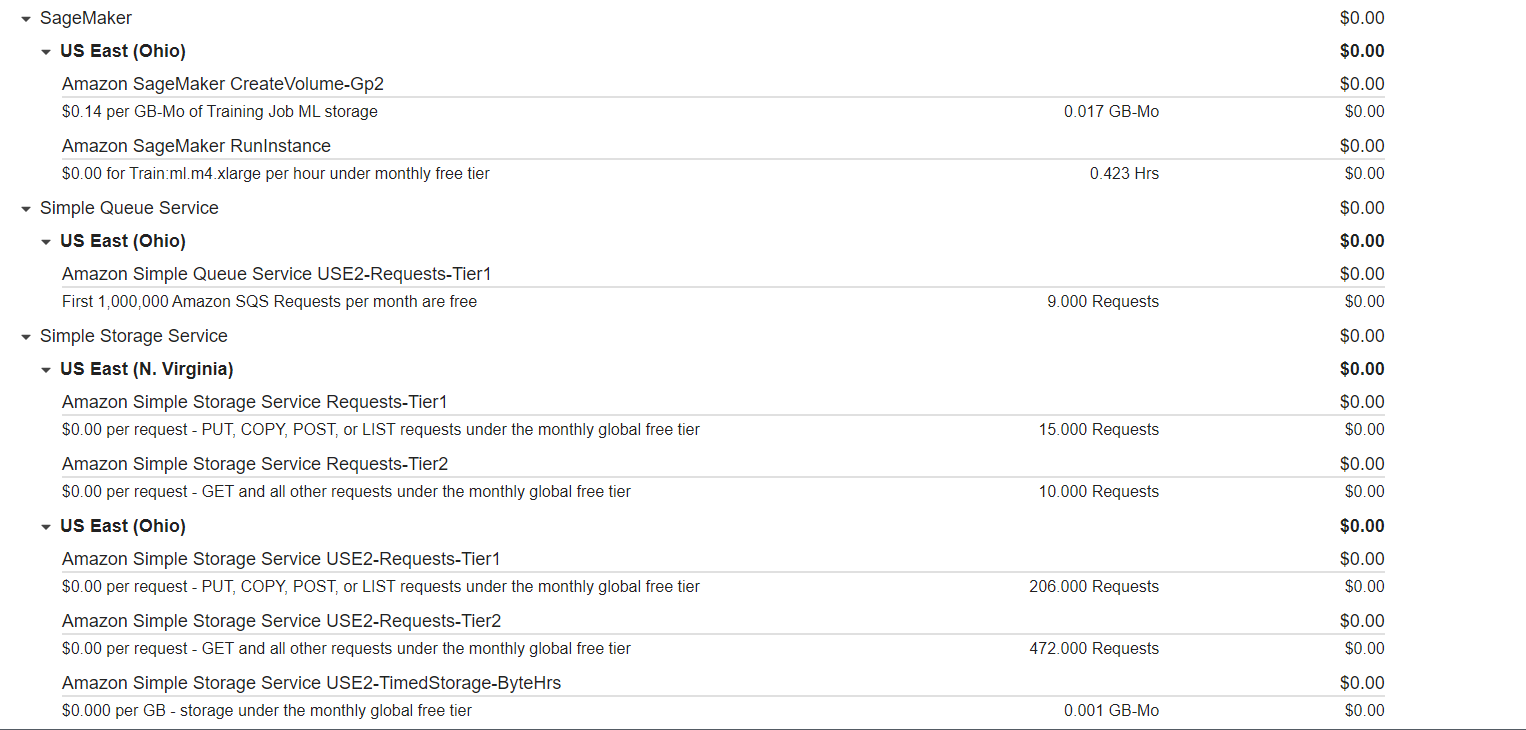 SageMaker $0.00
US East (Ohio) $0.00
Amazon SageMaker CreateVolume-Gp2 $0.00
$0.14 per GB-Mo of Training Job ML storage 0.017 GB-Mo $0.00
Amazon SageMaker RunInstance $0.00
$0.00 for Train:ml.m4.xlarge per hour under monthly free tier 0.423 Hrs $0.00
Simple Queue Service $0.00
US East (Ohio) $0.00
Amazon Simple Queue Service USE2-Requests-Tier1 $0.00
First 1,000,000 Amazon SQS Requests per month are free 9.000 Requests $0.00
Simple Storage Service $0.00
US East (N. Virginia) $0.00
Amazon Simple Storage Service Requests-Tier1 $0.00
$0.00 per request - PUT, COPY, POST, or LIST requests under the monthly global free tier 15.000 Requests $0.00
Amazon Simple Storage Service Requests-Tier2 $0.00
$0.00 per request - GET and all other requests under the monthly global free tier 10.000 Requests $0.00
US East (Ohio) $0.00
Amazon Simple Storage Service USE2-Requests-Tier1 $0.00
$0.00 per request - PUT, COPY, POST, or LIST requests under the monthly global free tier 206.000 Requests $0.00
Amazon Simple Storage Service USE2-Requests-Tier2 $0.00
$0.00 per request - GET and all other requests under the monthly global free tier 472.000 Requests $0.00
Amazon Simple Storage Service USE2-TimedStorage-ByteHrs $0.00
$0.000 per GB - storage under the monthly global free tier 0.001 GB-Mo $0.00